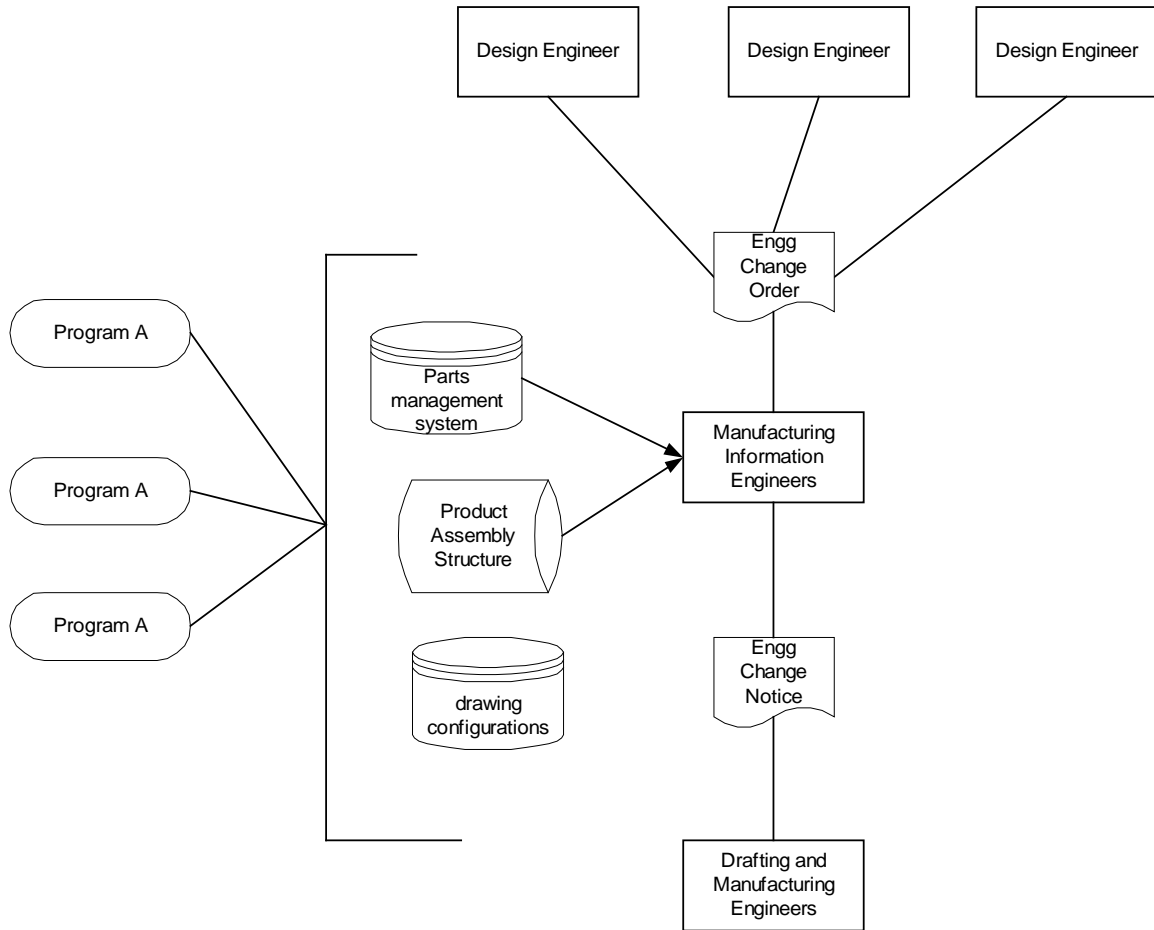 Design Engineer
Design Engineer
Design Engineer
Engg
Change
Order
Program A
Parts
management
system
Manufacturing
Information
Engineers
Program A
Product
Assembly
Structure
Program A
Engg
Change
Notice
drawing
configurations
Drafting and
Manufacturing
Engineers